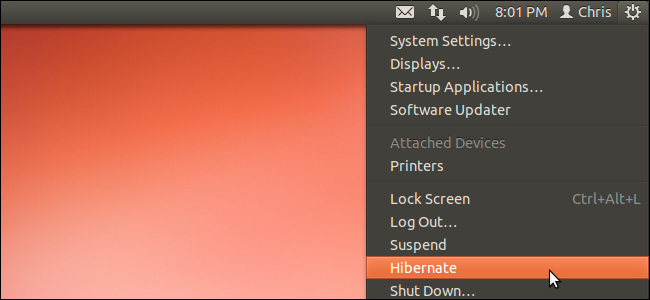 8:01 PM Chris
System Settings…
Displays…
Startup Applications…
Software Updater
Attached Devices
Printers
Lock Screen Ctrl+Alt+L
Log Out…
Suspend
Hibernate
Shut Down…